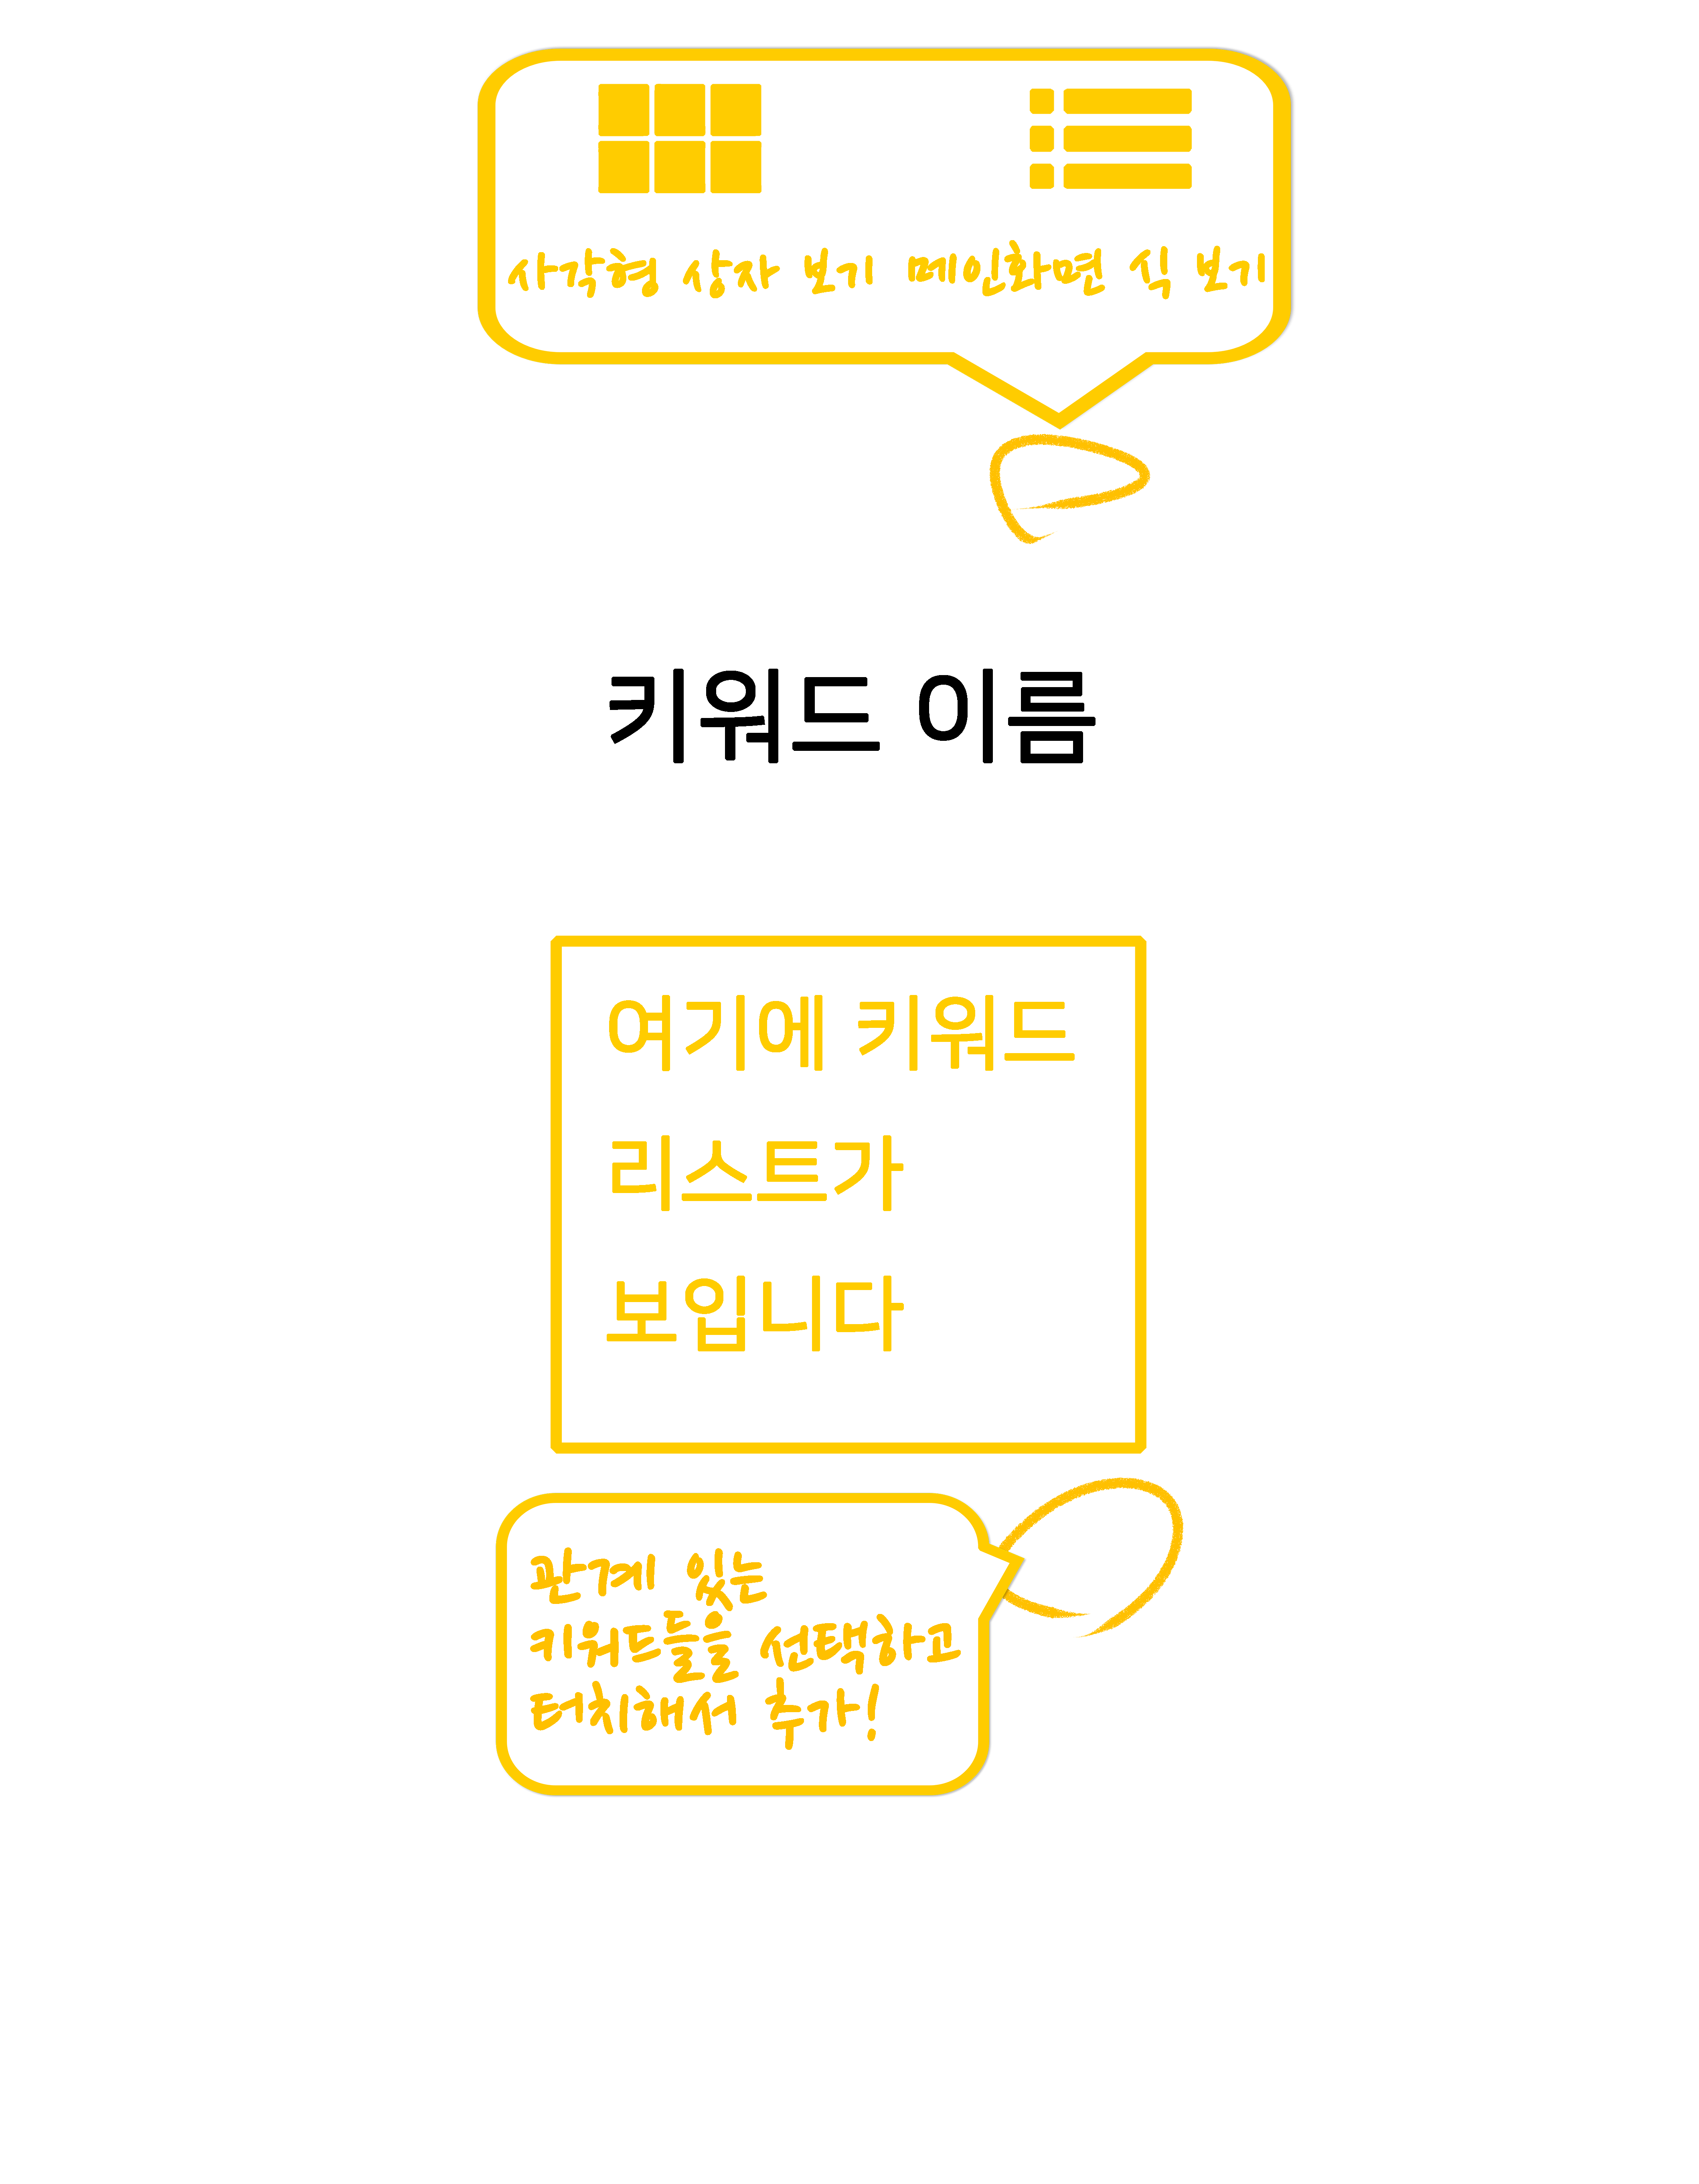 사각형 상자 보기 메인화면 식 보기
키워드 이름
여기에 키워드
리스트가
보입니다
관계 있는
키워드들을 선택하고
터치해서 추가!